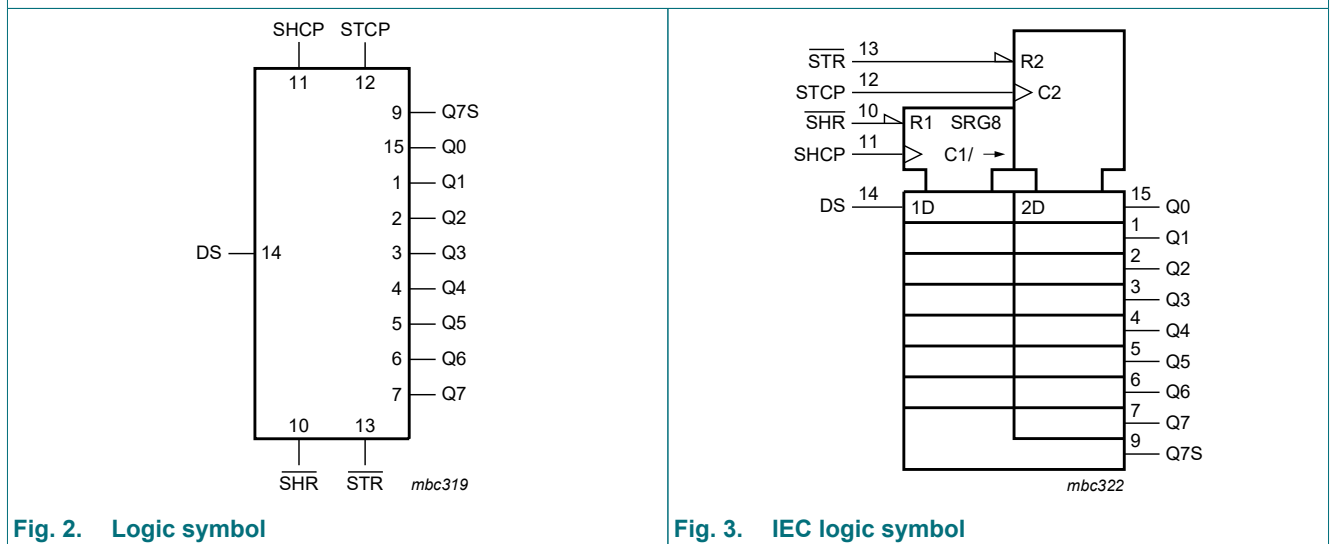 SHCP STCP
11 12
9 Q7S
15 Q0
1 Q1
2 Q2
DS 14 3 Q3
4 Q4
5 Q5
6 Q6
7 Q7
10 13
SHR STR mbc319
Fig. 2. Logic symbol
STR 13 R2
STCP 12 C2
SHR 10 R1 SRG8
SHCP 11 C1/ →
DS 14 1D 2D 15 Q0
1 Q1
2 Q2
3 Q3
4 Q4
5 Q5
6 Q6
7 Q7
9 Q7S
mbc322
Fig. 3. IEC logic symbol